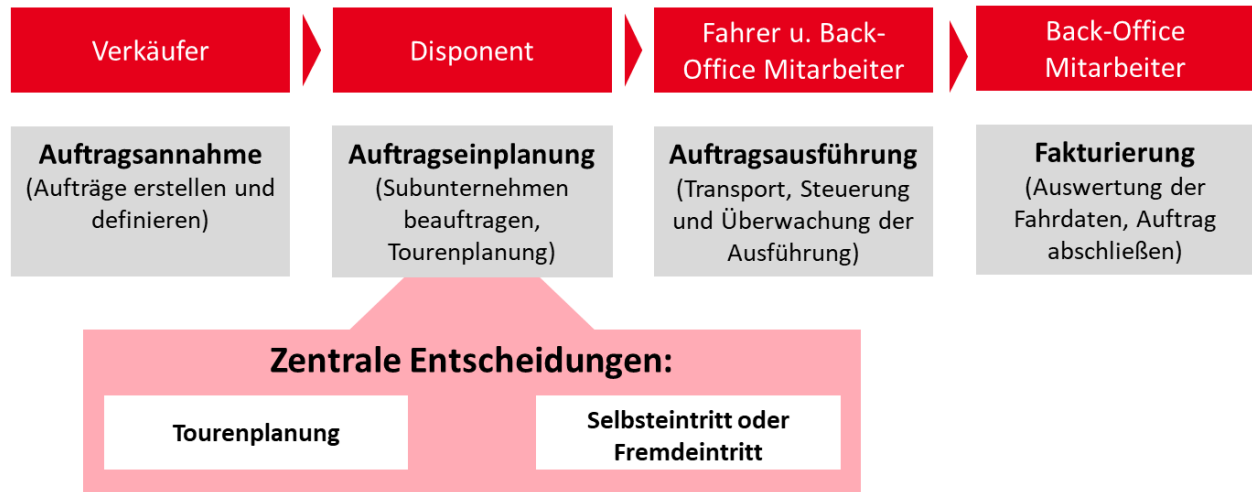 Verkäufer
Disponent
Fahrer u. Back-
Office Mitarbeiter
Back-Office
Mitarbeiter
Auftragsannahme
(Aufträge erstellen und
definieren)
Auftragseinplanung
(Subunternehmen
beauftragen,
Tourenplanung)
Auftragsausführung
(Transport, Steuerung
und Überwachung der
Ausführung)
Fakturierung
(Auswertung der
Fahrdaten, Auftrag
abschließen)
Zentrale Entscheidungen:
Tourenplanung
Selbsteintritt oder
Fremdeintritt